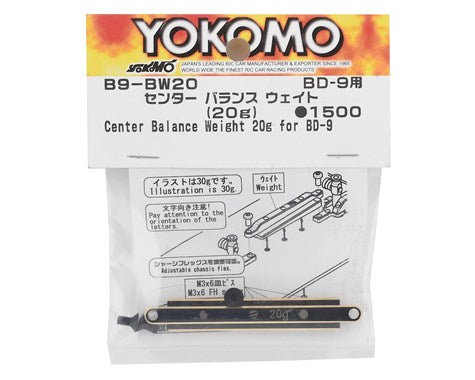 YOKOMO
YOKOMO
JAPAN'S LEADING R/C CAR MANUFACTURER & EXPORTER SINCE 1965
WORLD WIDE THE FINEST R/C CAR RACING PRODUCTS
B9-BW20 BD-9用
センター バランス ウェイト
(20g) ●1500
Center Balance Weight 20g for BD-9
イラストは30gです。
Illustration is 30g.
ウェイト
Weight
文字向き注意!
Pay attention to the
orientation of the
letters.
シャーシフレックスを調整可能。
Adjustable chassis flex.
M3x6皿ビス
M3x6 FH
20g